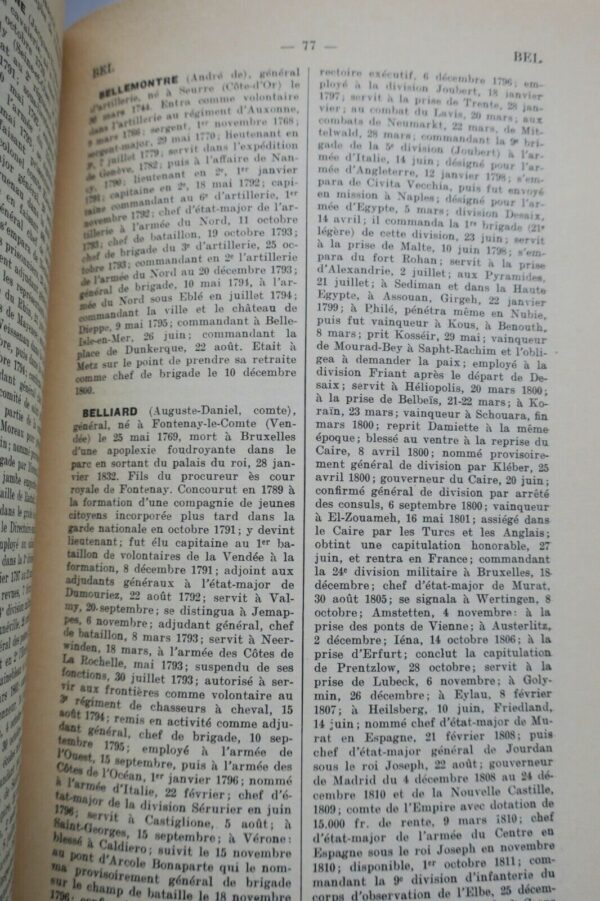 — 77 —
BEL
BEL.
BELLEMONTRE (André de), général
d'artillerie, né à Seurre (Côte-d'Or) le
mars 1744. Entra comme volontaire
dans l'artillerie au régiment d'Auxonne,
9 mars 1766; sergent, 1er novembre 1768;
sergent-major, 29 mai 1770; lieutenant en
3e, 7 juillet 1779; servit dans l'expédition
de Genève, 1782; puis à l'affaire de Nan-
cy, 1790; lieutenant en 2e, 1er janvier
1791; capitaine en 2e, 18 mai 1792; capi-
taine commandant au 6e d'artillerie, 1er
novembre 1792; chef d'état-major de l'ar-
tillerie à l'armée du Nord, 11 octobre
1793; chef de bataillon, 19 octobre 1793;
chef de brigade du 3e d'artillerie, 25 oc-
tobre 1793; commandant en 2e l'artillerie
de l'armée du Nord au 20 décembre 1793;
général de brigade, 10 mai 1794, à l'ar-
mée du Nord sous Eblé en juillet 1794;
commandant la ville et le château de
Dieppe, 9 mai 1795; commandant à Belle-
Isle-en-Mer, 26 juin; commandant la
place de Dunkerque, 22 août. Etait à
Metz sur le point de prendre sa retraite
comme chef de brigade le 10 décembre
1800.
BELLIARD (Auguste-Daniel, comte),
général, né à Fontenay-le-Comte (Ven-
dée) le 25 mai 1769, mort à Bruxelles
d'une apoplexie foudroyante dans le
parc en sortant du palais du roi, 28 jan-
vier 1832. Fils du procureur ès cour
royale de Fontenay. Concourut en 1789 à
la formation d'une compagnie de jeunes
citoyens incorporée plus tard dans la
garde nationale en octobre 1791; y devint
lieutenant; fut élu capitaine au 1er ba-
taillon de volontaires de la Vendée à la
formation, 8 décembre 1791; adjoint aux
adjudants généraux à l'état-major de
Dumouriez, 22 août 1792; servit à Val-
my, 20 septembre; se distingua à Jemap-
pes, 6 novembre; adjudant général, chef
de bataillon, 8 mars 1793; servit à Neer-
winden, 18 mars, à l'armée des Côtes de
La Rochelle, mai 1793; suspendu de ses
fonctions, 30 juillet 1793; autorisé à ser-
vir aux frontières comme volontaire au
3e régiment de chasseurs à cheval, 15
août 1794; remis en activité comme adju-
dant général, chef de brigade, 10 sep-
tembre 1795; employé à l'armée de
l'Ouest, 15 septembre, puis à l'armée des
Côtes de l'Océan, 1er janvier 1796; nommé
à l'armée d'Italie, 22 février; chef d'é-
tat-major de la division Sérurier en juin
1796; servit à Castiglione, 5 août; à
Saint-Georges, 15 septembre; à Vérone:
blessé à Caldiero; suivit le 15 novembre
au pont d'Arcole Bonaparte qui le nom-
ma provisoirement général de brigade
sur le champ de bataille le 18 novembre
rectoire exécutif, 6 décembre 1796; em-
ployé à la division Joubert, 18 janvier
1797; servit à la prise de Trente, 28 jan-
vier; au combat du Lavis, 20 mars; aux
combats de Neumarkt, 22 mars, de Mit-
telwald, 28 mars; commandant la 9e bri-
gade de la 5e division (Joubert) à l'ar-
mée d'Italie, 14 juin; désigné pour l'ar-
mée d'Angleterre, 12 janvier 1798; s'em-
para de Civita Vecchia, puis fut envoyé
en mission à Naples; désigné pour l'ar-
mée d'Egypte, 5 mars; division Desaix,
14 avril; il commanda la 1re brigade (21e
légère) de cette division, 23 juin; servit
à la prise de Malte, 10 juin 1798; s'em-
para du fort Rohan; servit à la prise
d'Alexandrie, 2 juillet; aux Pyramides,
21 juillet; à Sediman et dans la Haute
Egypte, à Assouan, Girgeh, 22 janvier
1799; à Philé, pénétra même en Nubie,
puis fut vainqueur à Kous, à Benouth,
8 mars; prit Kosséir, 29 mai; vainqueur
de Mourad-Bey à Sapht-Rachim et l'obli-
gea à demander la paix; employé à la
division Friant après le départ de De-
saix; servit à Héliopolis, 20 mars 1800;
à la prise de Belbeïs, 21-22 mars; à Ko-
raïn, 23 mars; vainqueur à Schouara, fin
mars 1800; reprit Damiette à la même
époque; blessé au ventre à la reprise du
Caire, 8 avril 1800; nommé provisoire-
ment général de division par Kléber, 25
avril 1800; gouverneur du Caire, 20 juin;
confirmé général de division par arrêté
des consuls, 6 septembre 1800; vainqueur
à El-Zouameh, 16 mai 1801; assiégé dans
le Caire par les Turcs et les Anglais;
obtint une capitulation honorable, 27
juin, et rentra en France; commandant
la 24e division militaire à Bruxelles, 18
décembre; chef d'état-major de Murat,
30 août 1805; se signala à Wertingen, 8
octobre; Amstetten, 4 novembre; à la
prise des ponts de Vienne; à Austerlitz,
2 décembre; Iéna, 14 octobre 1806; à la
prise d'Erfurt; conclut la capitulation
de Prentzlow, 28 octobre; servit à la
prise de Lubeck, 6 novembre; à Goly-
min, 26 décembre; à Eylau, 8 février
1807; à Heilsberg, 10 juin, Friedland,
14 juin; nommé chef d'état-major de Mu-
rat en Espagne, 21 février 1808; puis
chef d'état-major général de Jourdan
sous le roi Joseph, 22 août; gouverneur
de Madrid du 4 décembre 1808 au 24 dé-
cembre 1810 et de la Nouvelle Castille,
1809; comte de l'Empire avec dotation de
15.000 fr. de rente, 9 mars 1810; chef
d'état-major de l'armée du Centre en
Espagne sous le roi Joseph en novembre
1810; disponible, 1er octobre 1811; com-
mandant la 9e division d'infanterie du
corps d'observation de l'Elbe, 25 décem-